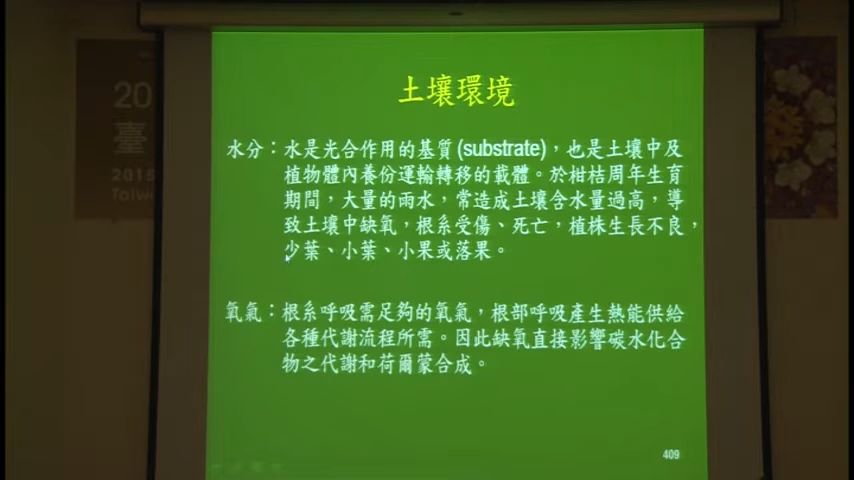 土壤環境
水分：水是光合作用的基質(substrate)，也是土壤中及
植物體內養份運輸轉移的載體。於柑桔周年生育
期間，大量的雨水，常造成土壤含水量過高，導
致土壤中缺氧，根系受傷、死亡，植株生長不良，
少葉、小葉、小果或落果。
氧氣：根系呼吸需足夠的氧氣，根部呼吸產生熱能供給
各種代謝流程所需。因此缺氧直接影響碳水化合
物之代謝和荷爾蒙合成。
409
20
臺
2015
Taiw